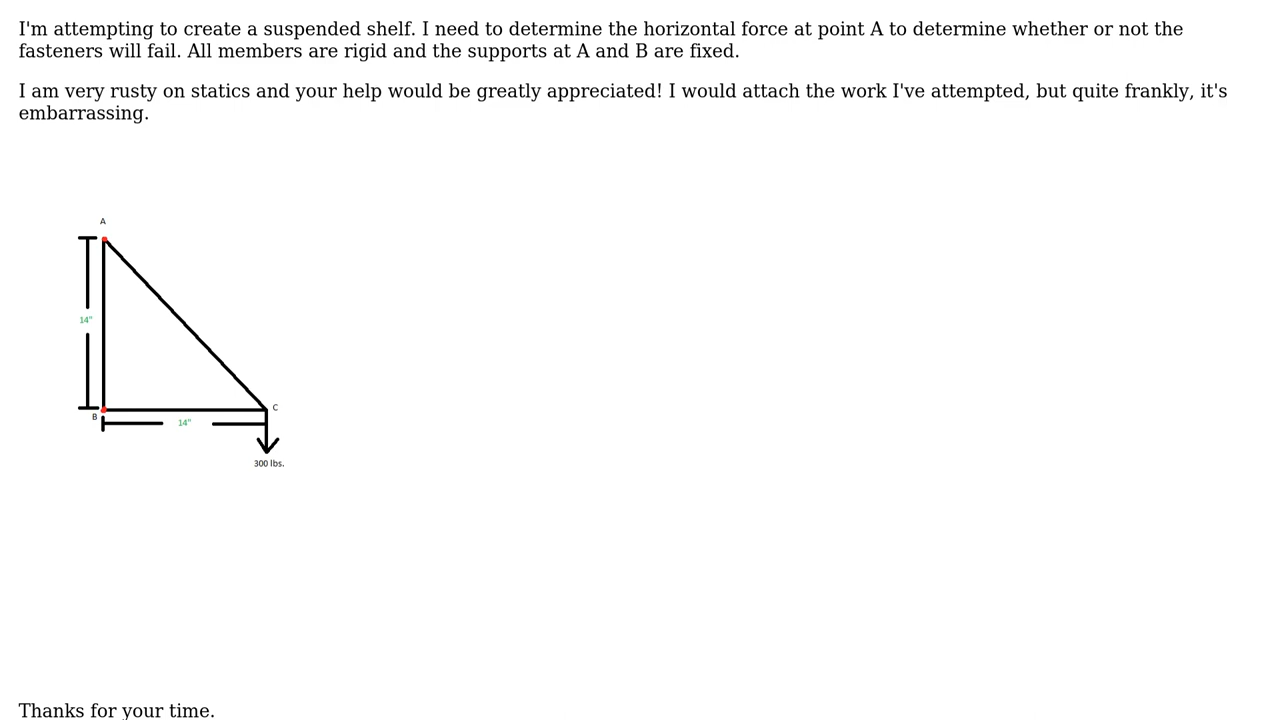 I'm attempting to create a suspended shelf. I need to determine the horizontal force at point A to determine whether or not the
fasteners will fail. All members are rigid and the supports at A and B are fixed.
I am very rusty on statics and your help would be greatly appreciated! I would attach the work I've attempted, but quite frankly, it's
embarrassing.
A
14"
B
C
14"
300 lbs.
Thanks for your time.